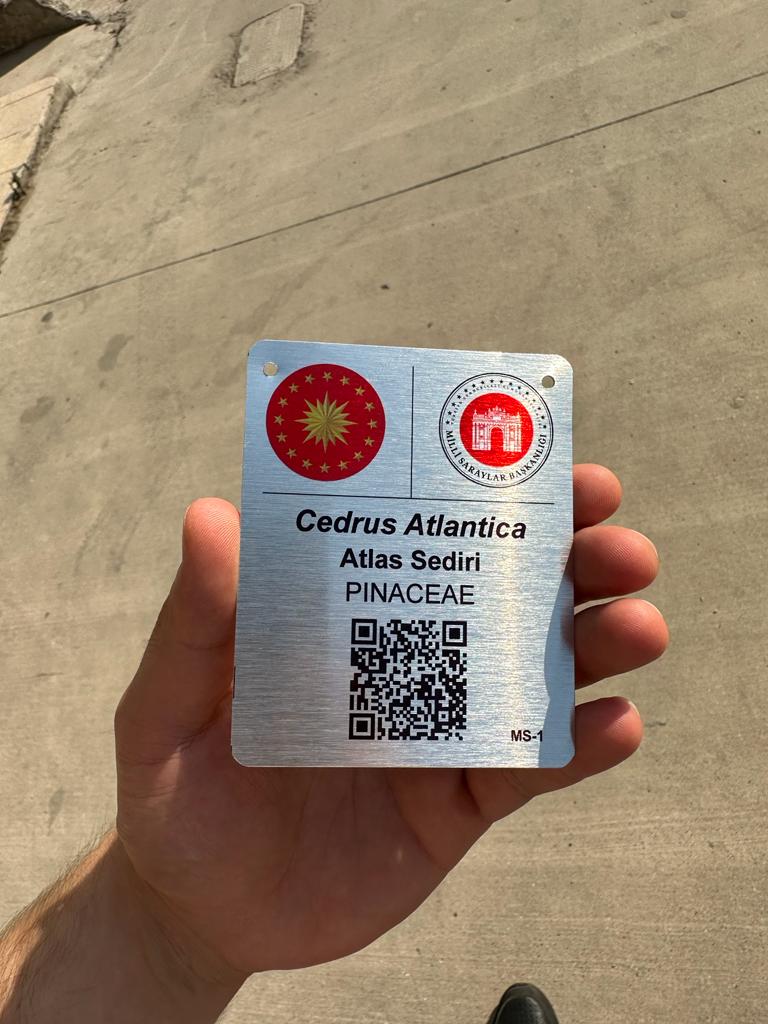 MİLLİ SARAYLAR BAŞKANLIĞI
Cedrus Atlantica
Atlas Sediri
PINACEAE
MS-1